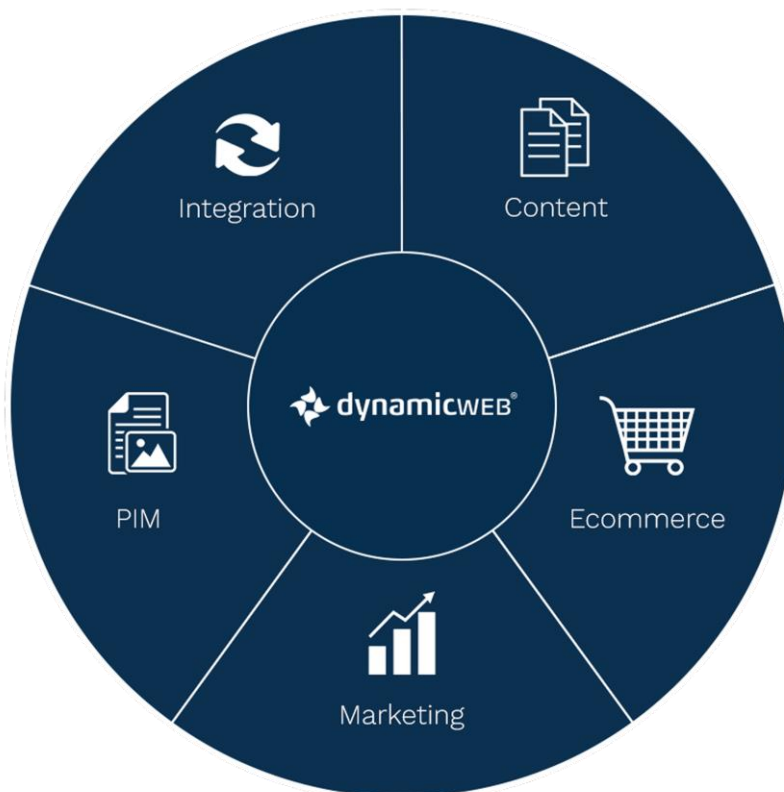 Integration
Content
dynamicWEB®
PIM
Ecommerce
Marketing